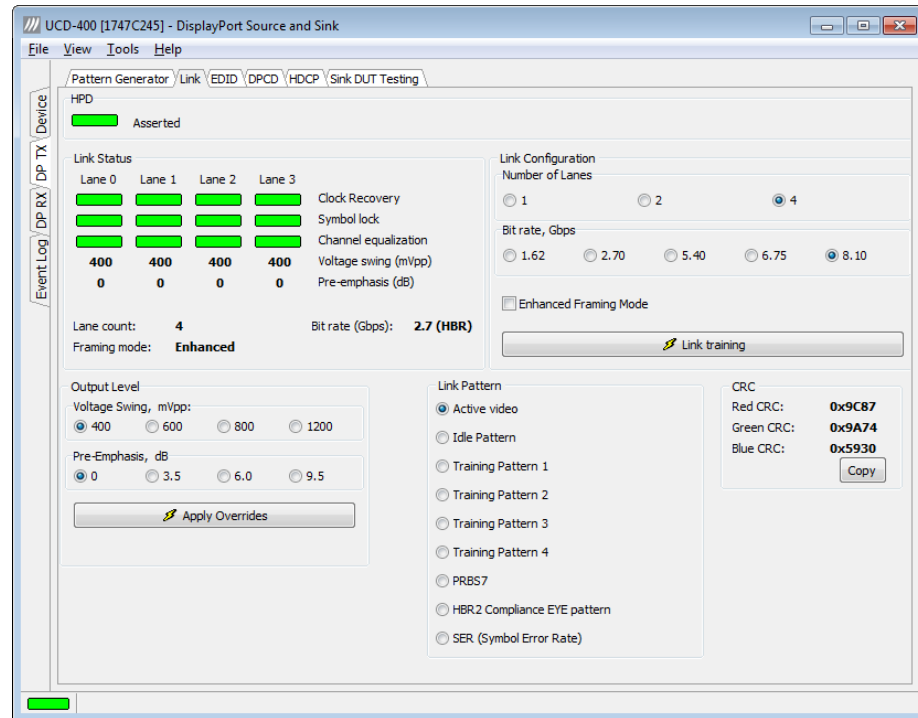 UCD-400 [1747C245] - DisplayPort Source and Sink
File View Tools Help
Device
DP TX
DP RX
Event Log
Pattern Generator Link EDID DPCD HDCP Sink DUT Testing
HPD
Asserted
Link Status
Lane 0 Lane 1 Lane 2 Lane 3
Clock Recovery
Symbol lock
Channel equalization
400 400 400 400 Voltage swing (mVpp)
0 0 0 0 Pre-emphasis (dB)
Lane count: 4 Bit rate (Gbps): 2.7 (HBR)
Framing mode: Enhanced
Link Configuration
Number of Lanes
1 2 4
Bit rate, Gbps
1.62 2.70 5.40 6.75 8.10
Enhanced Framing Mode
Link training
Output Level
Voltage Swing, mVpp:
400 600 800 1200
Pre-Emphasis, dB
0 3.5 6.0 9.5
Apply Overrides
Link Pattern
Active video
Idle Pattern
Training Pattern 1
Training Pattern 2
Training Pattern 3
Training Pattern 4
PRBS7
HBR2 Compliance EYE pattern
SER (Symbol Error Rate)
CRC
Red CRC: 0x9C87
Green CRC: 0x9A74
Blue CRC: 0x5930
Copy